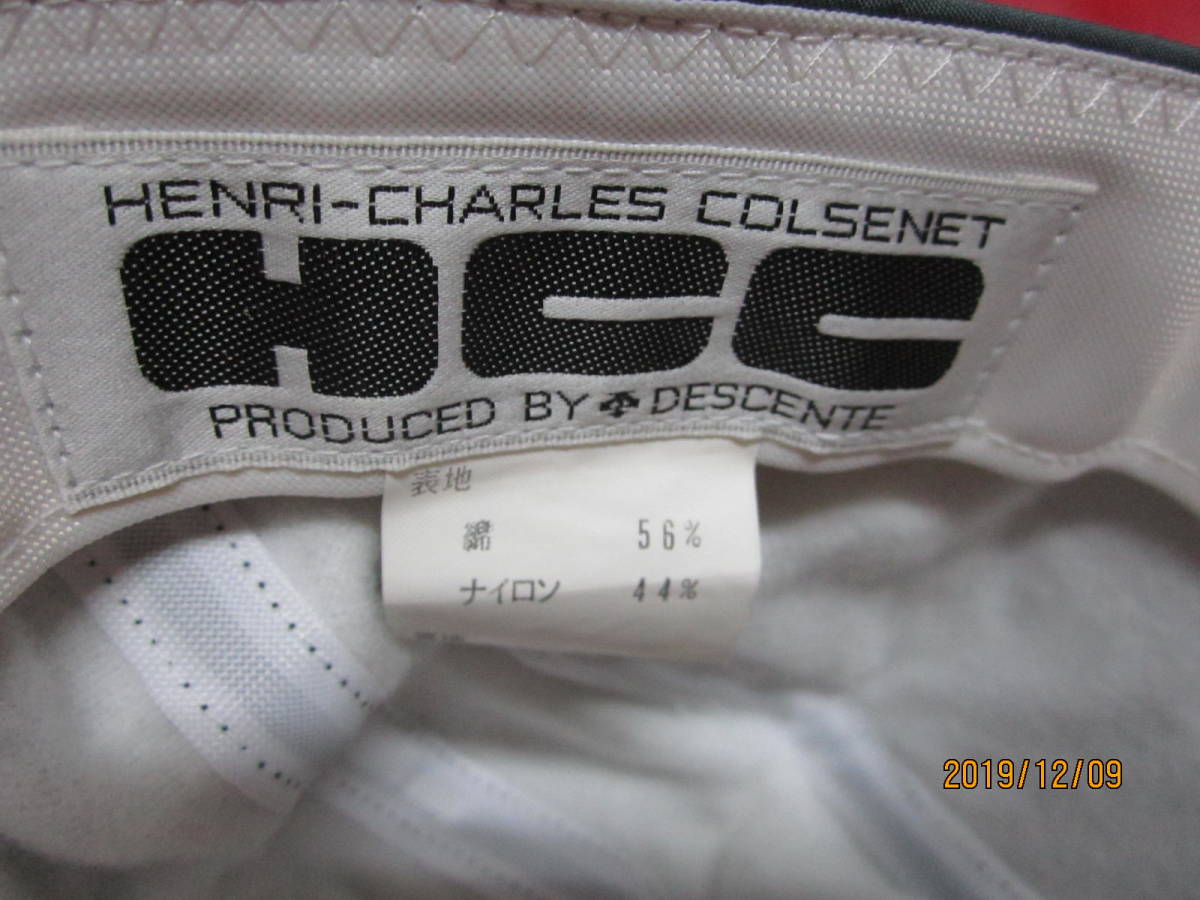 HENRI-CHARLES COLSENET
HCC
PRODUCED BY DESCENTE
表地
綿 56%
ナイロン 44%
2019/12/09